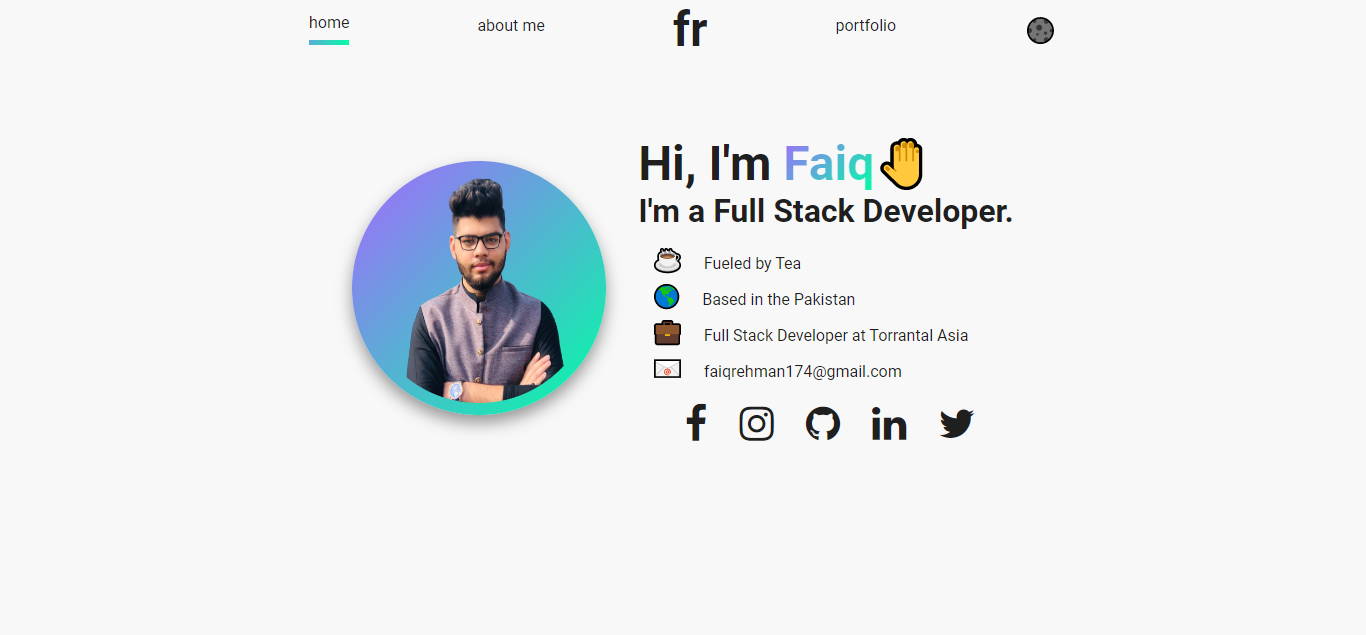 home
about me
fr
portfolio
Hi, I'm Faiq
I'm a Full Stack Developer.
Fueled by Tea
Based in the Pakistan
Full Stack Developer at Torrantal Asia
faiqrehman174@gmail.com